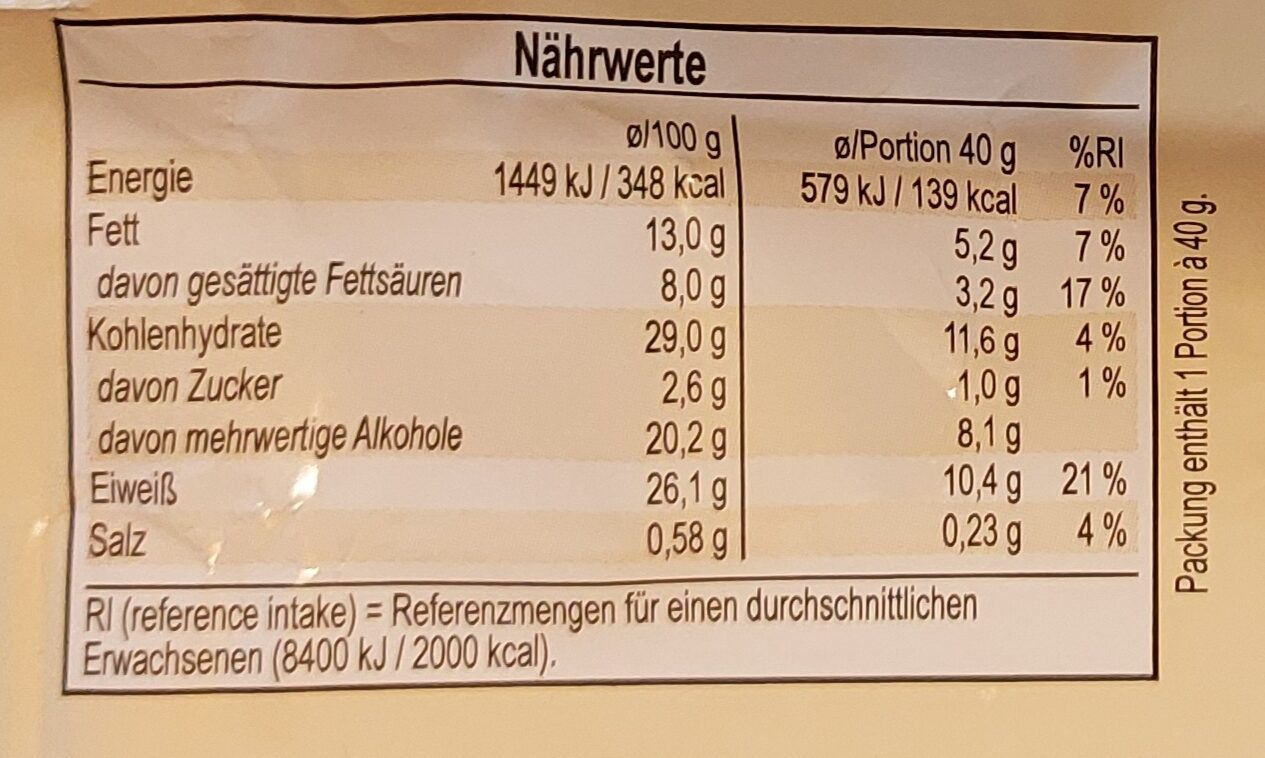 Nährwerte
ø/100 g ø/Portion 40 g %RI
Energie 1449 kJ / 348 kcal 579 kJ / 139 kcal 7 %
Fett 13,0 g 5,2 g 7 %
davon gesättigte Fettsäuren 8,0 g 3,2 g 17 %
Kohlenhydrate 29,0 g 11,6 g 4 %
davon Zucker 2,6 g 1,0 g 1 %
davon mehrwertige Alkohole 20,2 g 8,1 g
Eiweiß 26,1 g 10,4 g 21 %
Salz 0,58 g 0,23 g 4 %
RI (reference intake) = Referenzmengen für einen durchschnittlichen
Erwachsenen (8400 kJ / 2000 kcal).
Packung enthält 1 Portion à 40 g.